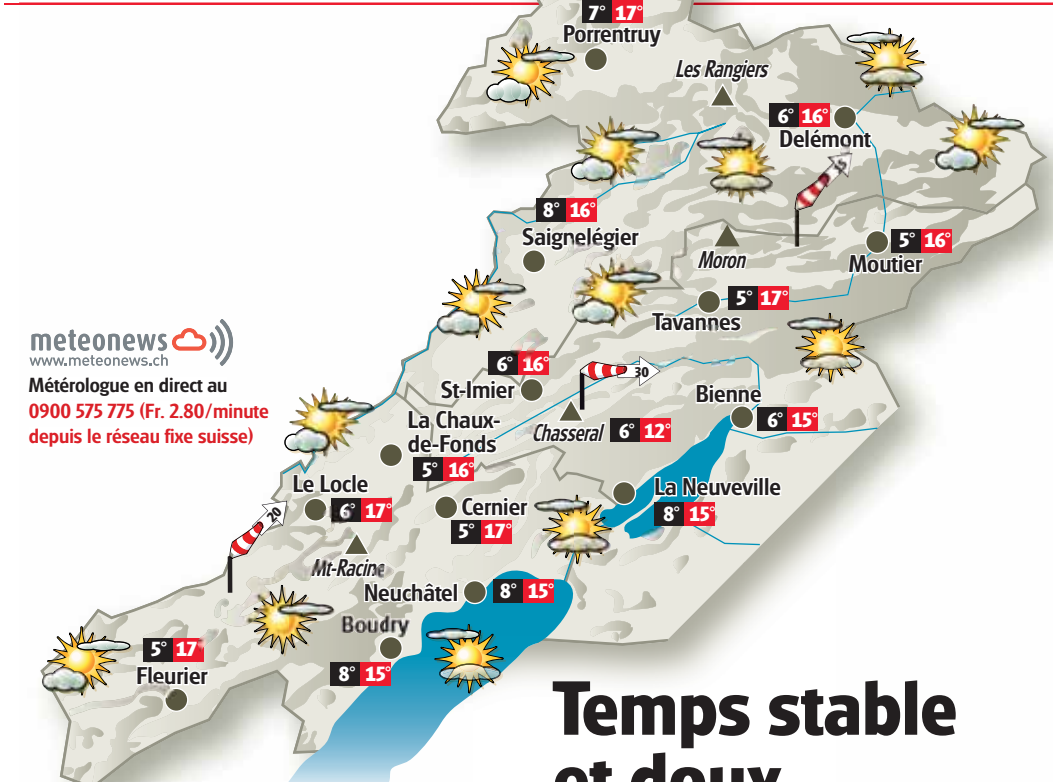 7° 17°
Porrentruy
Les Rangiers
6° 16°
Delémont
15
8° 16°
Saignelégier
Moron
5° 16°
Moutier
5° 17°
Tavannes
meteonews
www.meteonews.ch
Météorologue en direct au
0900 575 775 (Fr. 2.80/minute
depuis le réseau fixe suisse)
6° 16°
St-Imier
30
Chasseral 6° 12°
Bienne
6° 15°
La Chaux-
de-Fonds
5° 16°
Le Locle
6° 17°
Cernier
5° 17°
La Neuveville
8° 15°
20
Mt-Racine
Neuchâtel 8° 15°
Boudry
8° 15°
5° 17
Fleurier
Temps stable
et doux